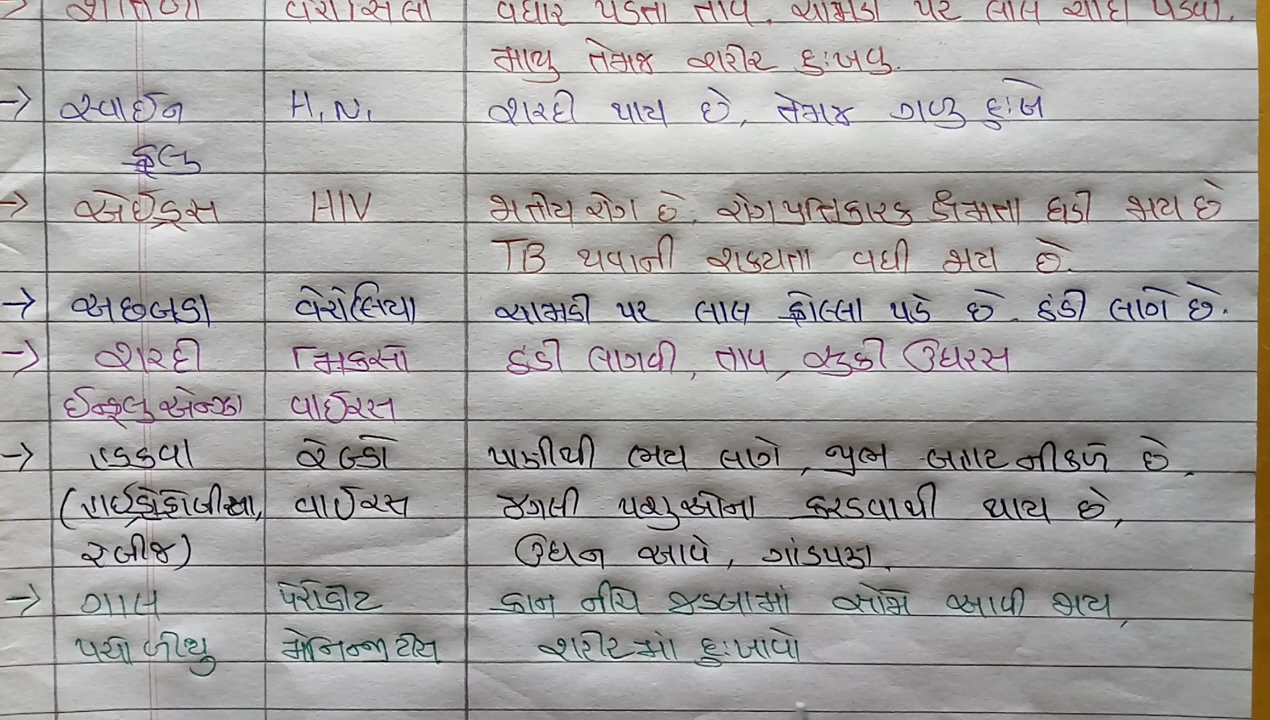 વધારે પડતો તાવ, ચામડી પર લાલ ચાઠા પડવા,
માથુ તેમજ શરીર દુ:ખવુ.
→ સ્વાઈન H, N, શરદી થાય છે, તેમજ ગળુ દુ:ખે
ફ્લુ
→ એઈડ્સ HIV જાતીય રોગ છે. રોગપ્રતિકારક ક્ષમતા ઘટી જાય છે
TB થવાની શક્યતા વધી જાય છે.
→ અછબડા વેરોસિયા ચામડી પર લાલ ફોલ્લા પડે છે. ઠંડી લાગે છે.
→ શરદી મિક્સો ઠંડી લાગવી, તાવ, સુકી ઉધરસ
ઈન્ફ્લુએન્ઝા વાઈરસ
→ હડકવા રેબ્ડો પાણીથી ભય લાગે, જીભ બહાર નીકળે છે,
(હાઈડ્રોફોબીયા, વાઈરસ જંગલી પશુઓના કરડવાથી થાય છે,
રેબીજ) ઉધન આવે, ગાંડપણ.
→ ગાલ પેરોટીટ કાન નીચે જડબામાં સોજો આવી જાય,
પચોળીયુ મેનિન્જાટીસ શરીરમાં દુ:ખાવો